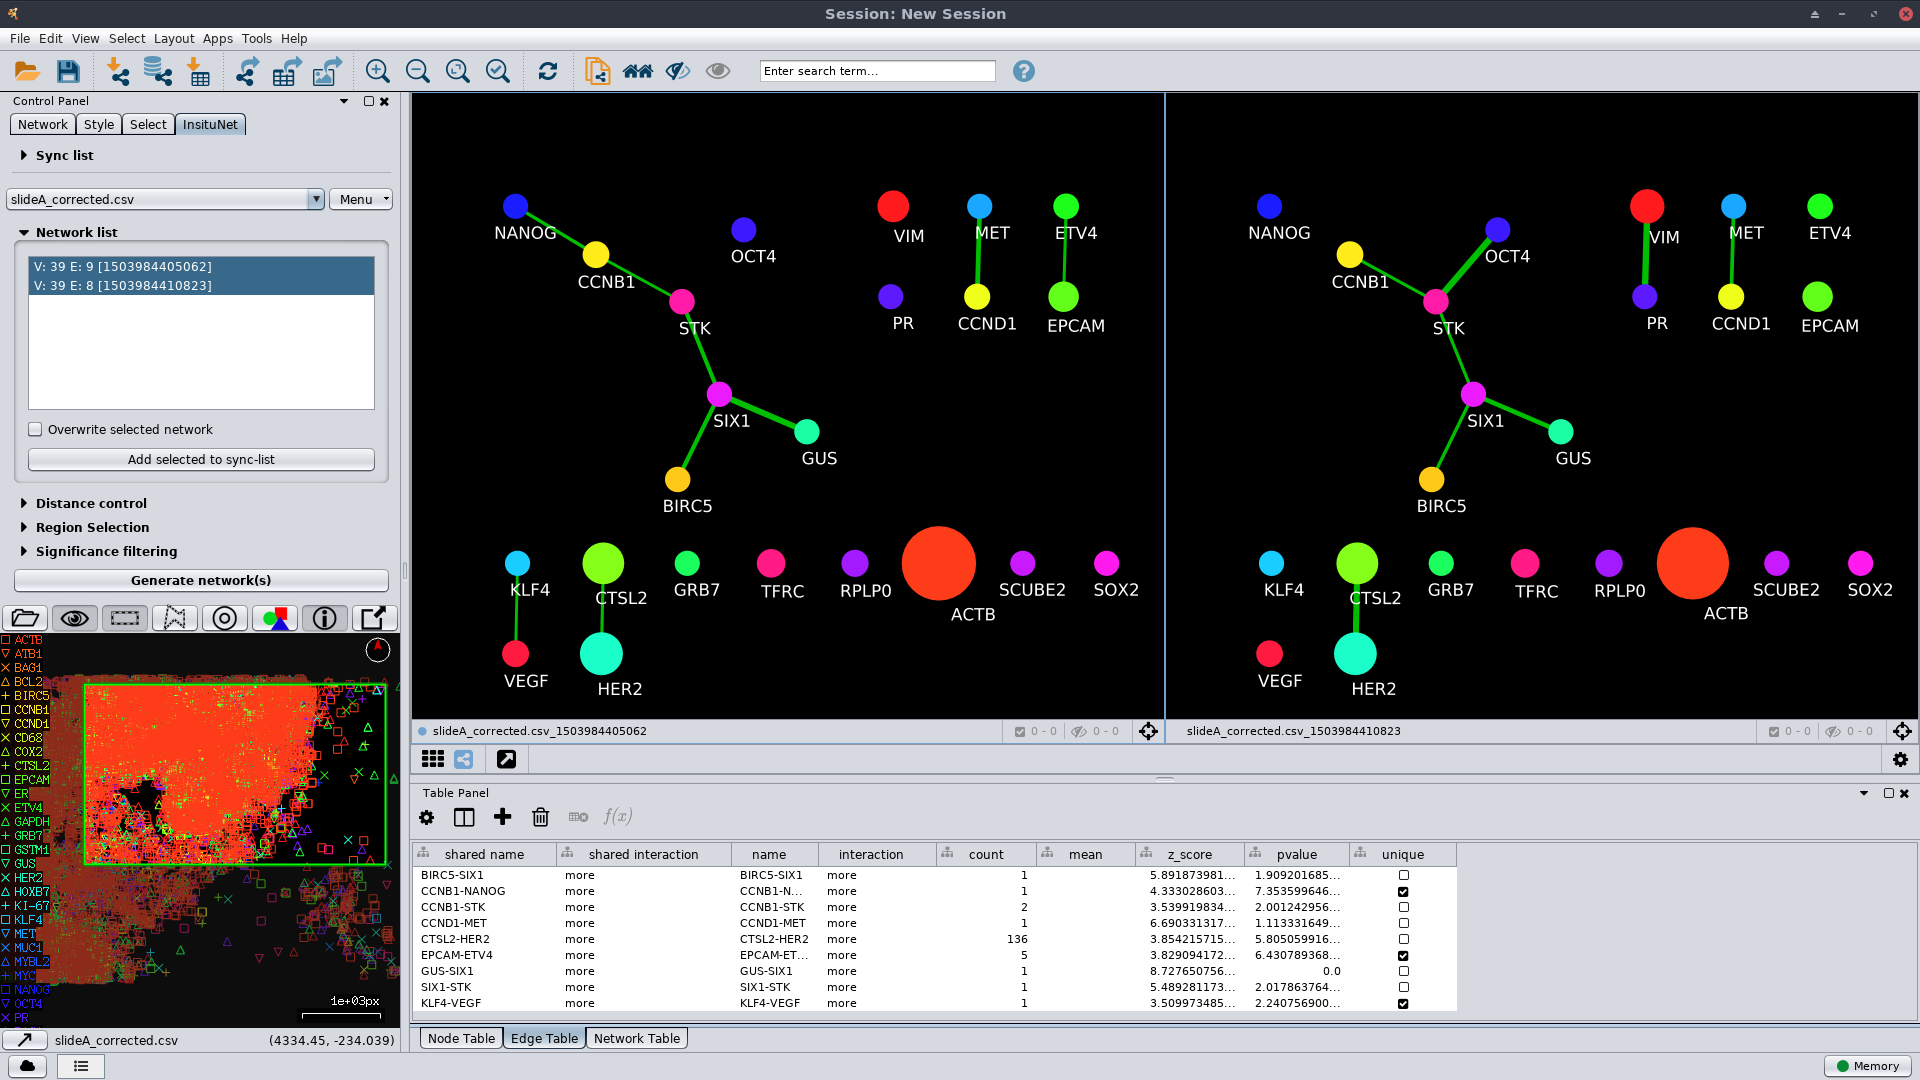 Session: New Session
File Edit View Select Layout Apps Tools Help
Enter search term...
Control Panel
Network Style Select InsituNet
Sync list
slideA_corrected.csv Menu
Network list
V: 39 E: 9 [1503984405062]
V: 39 E: 8 [1503984410823]
Overwrite selected network
Add selected to sync-list
Distance control
Region Selection
Significance filtering
Generate network(s)
ACTB
ATB1
BAG1
BCL2
BIRC5
CCNB1
CCND1
CD68
COX2
CTSL2
EPCAM
ER
ETV4
GAPDH
GRB7
GSTM1
GUS
HER2
HOXB7
KI-67
KLF4
MET
MUC1
MYBL2
MYC
NANOG
OCT4
PR
1e+03px
slideA_corrected.csv (4334.45, -234.039)
NANOG
CCNB1
OCT4
STK
VIM
MET
ETV4
PR
CCND1
EPCAM
SIX1
GUS
BIRC5
KLF4
CTSL2
GRB7
TFRC
RPLP0
ACTB
SCUBE2
SOX2
VEGF
HER2
slideA_corrected.csv_1503984405062 0 - 0 0 - 0
NANOG
CCNB1
OCT4
STK
VIM
MET
ETV4
PR
CCND1
EPCAM
SIX1
GUS
BIRC5
KLF4
CTSL2
GRB7
TFRC
RPLP0
ACTB
SCUBE2
SOX2
VEGF
HER2
slideA_corrected.csv_1503984410823 0 - 0 0 - 0
Table Panel
f(x)
shared name shared interaction name interaction count mean z_score pvalue unique
BIRC5-SIX1 more BIRC5-SIX1 more 1 5.891873981... 1.909201685...
CCNB1-NANOG more CCNB1-N... more 1 4.333028603... 7.353599646...
CCNB1-STK more CCNB1-STK more 2 3.539919834... 2.001242956...
CCND1-MET more CCND1-MET more 1 6.690331317... 1.113331649...
CTSL2-HER2 more CTSL2-HER2 more 136 3.854215715... 5.805059916...
EPCAM-ETV4 more EPCAM-ET... more 5 3.829094172... 6.430789368...
GUS-SIX1 more GUS-SIX1 more 1 8.727650756... 0.0
SIX1-STK more SIX1-STK more 1 5.489281173... 2.017863764...
KLF4-VEGF more KLF4-VEGF more 1 3.509973485... 2.240756900...
Node Table Edge Table Network Table
Memory